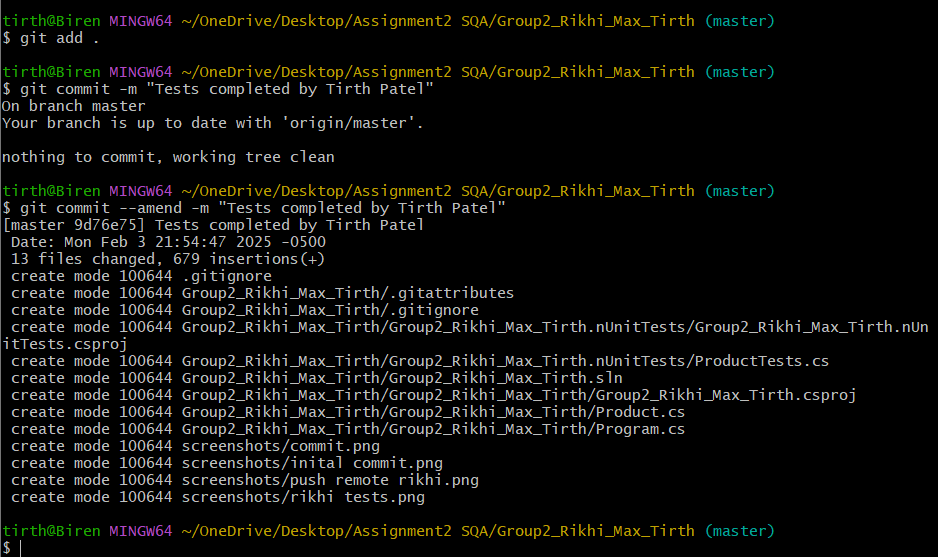 tirth@Biren MINGW64 ~/OneDrive/Desktop/Assignment2 SQA/Group2_Rikhi_Max_Tirth (master)
$ git add .
tirth@Biren MINGW64 ~/OneDrive/Desktop/Assignment2 SQA/Group2_Rikhi_Max_Tirth (master)
$ git commit -m "Tests completed by Tirth Patel"
On branch master
Your branch is up to date with 'origin/master'.
nothing to commit, working tree clean
tirth@Biren MINGW64 ~/OneDrive/Desktop/Assignment2 SQA/Group2_Rikhi_Max_Tirth (master)
$ git commit --amend -m "Tests completed by Tirth Patel"
[master 9d76e75] Tests completed by Tirth Patel
 Date: Mon Feb 3 21:54:47 2025 -0500
 13 files changed, 679 insertions(+)
 create mode 100644 .gitignore
 create mode 100644 Group2_Rikhi_Max_Tirth/.gitattributes
 create mode 100644 Group2_Rikhi_Max_Tirth/.gitignore
 create mode 100644 Group2_Rikhi_Max_Tirth/Group2_Rikhi_Max_Tirth.nUnitTests/Group2_Rikhi_Max_Tirth.nUn
itTests.csproj
 create mode 100644 Group2_Rikhi_Max_Tirth/Group2_Rikhi_Max_Tirth.nUnitTests/ProductTests.cs
 create mode 100644 Group2_Rikhi_Max_Tirth/Group2_Rikhi_Max_Tirth.sln
 create mode 100644 Group2_Rikhi_Max_Tirth/Group2_Rikhi_Max_Tirth/Group2_Rikhi_Max_Tirth.csproj
 create mode 100644 Group2_Rikhi_Max_Tirth/Group2_Rikhi_Max_Tirth/Product.cs
 create mode 100644 Group2_Rikhi_Max_Tirth/Group2_Rikhi_Max_Tirth/Program.cs
 create mode 100644 screenshots/commit.png
 create mode 100644 screenshots/inital commit.png
 create mode 100644 screenshots/push remote rikhi.png
 create mode 100644 screenshots/rikhi tests.png
tirth@Biren MINGW64 ~/OneDrive/Desktop/Assignment2 SQA/Group2_Rikhi_Max_Tirth (master)
$